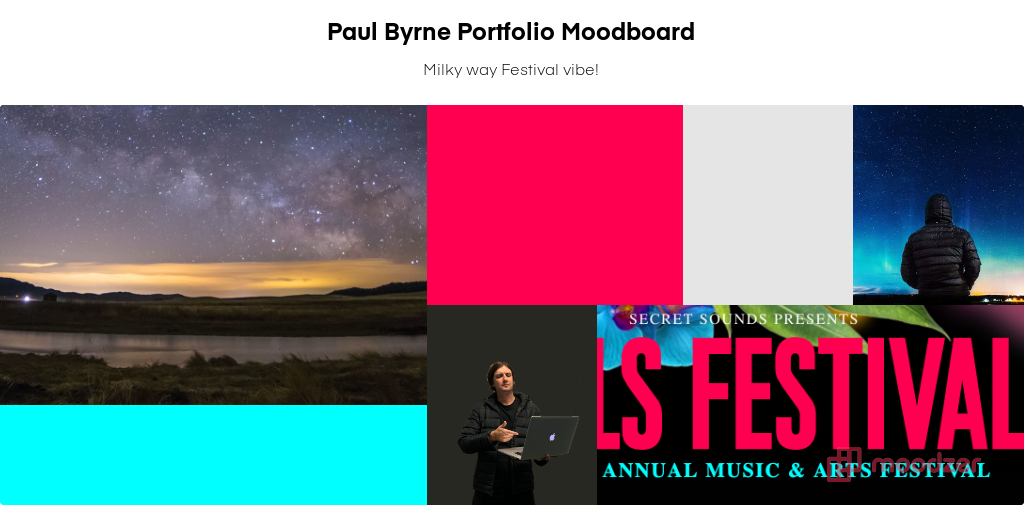 Paul Byrne Portfolio Moodboard
Milky way Festival vibe!
SECRET SOUNDS PRESENTS
LS FESTIVAL
ANNUAL MUSIC & ARTS FESTIVAL
moodzer